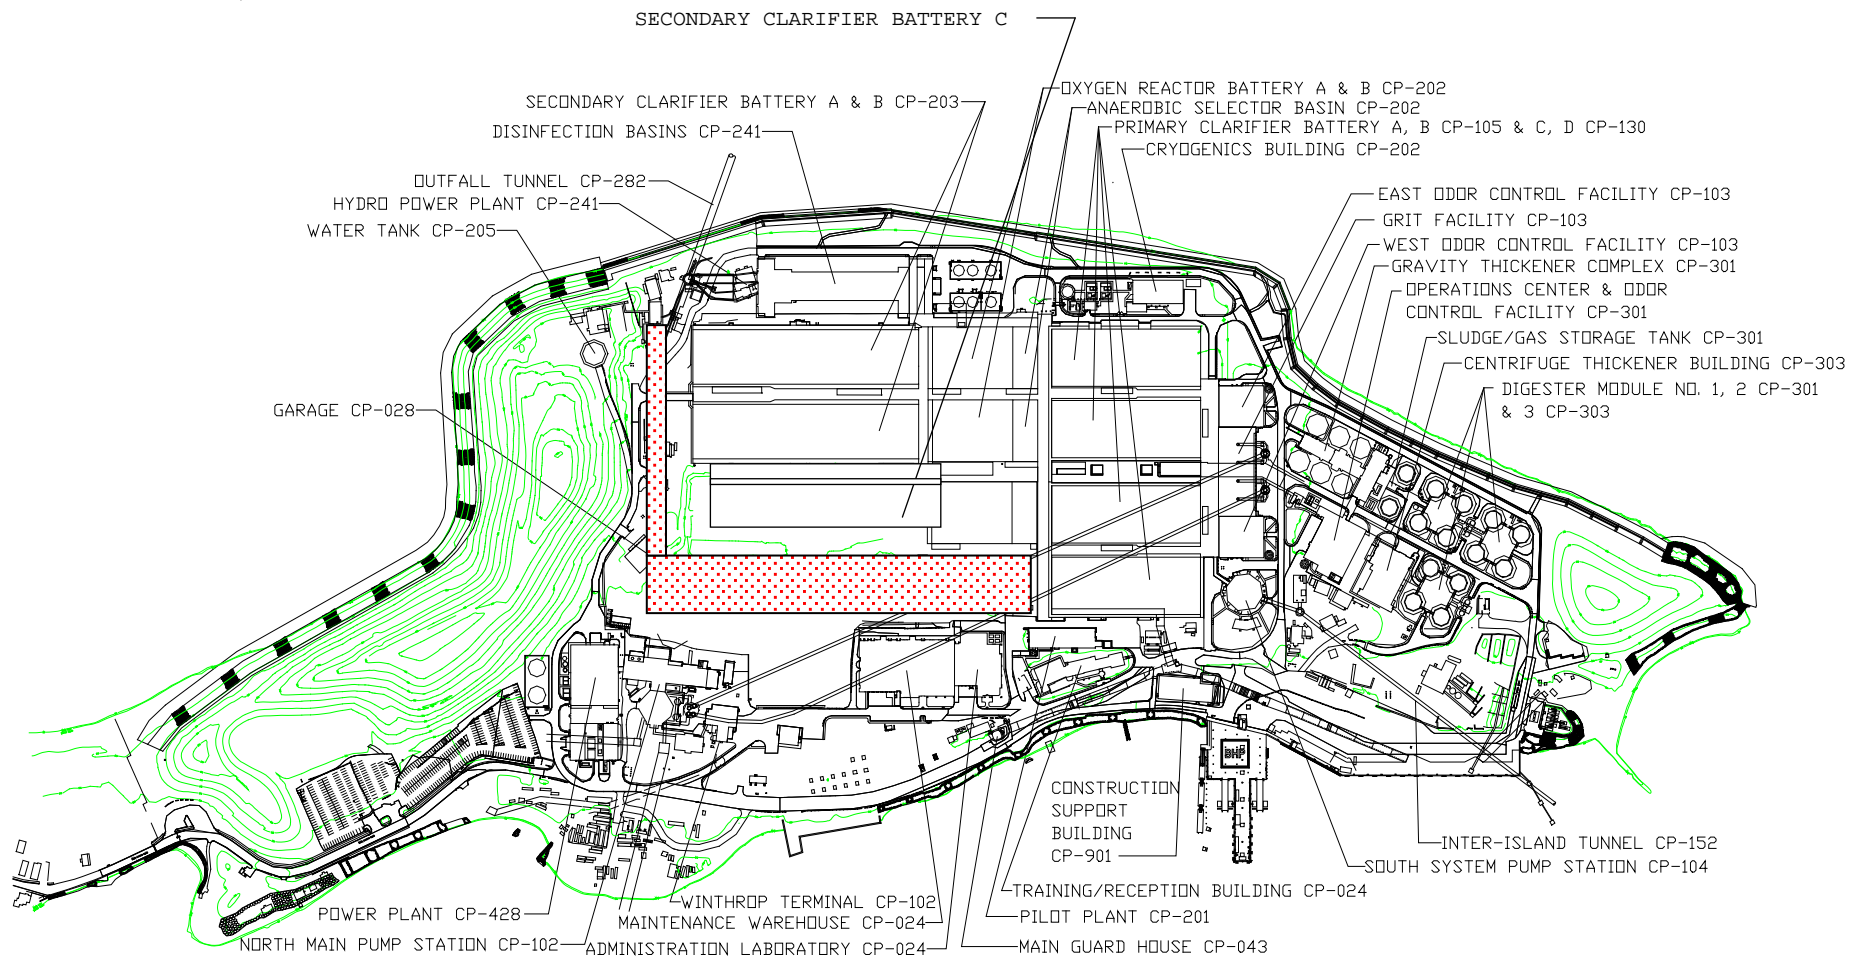 SECONDARY CLARIFIER BATTERY C
OXYGEN REACTOR BATTERY A & B CP-202
SECONDARY CLARIFIER BATTERY A & B CP-203
ANAEROBIC SELECTOR BASIN CP-202
DISINFECTION BASINS CP-241
PRIMARY CLARIFIER BATTERY A, B CP-105 & C, D CP-130
CRYOGENICS BUILDING CP-202
OUTFALL TUNNEL CP-282
EAST ODOR CONTROL FACILITY CP-103
HYDRO POWER PLANT CP-241
GRIT FACILITY CP-103
WATER TANK CP-205
WEST ODOR CONTROL FACILITY CP-103
GRAVITY THICKENER COMPLEX CP-301
OPERATIONS CENTER & ODOR
CONTROL FACILITY CP-301
SLUDGE/GAS STORAGE TANK CP-301
CENTRIFUGE THICKENER BUILDING CP-303
DIGESTER MODULE NO. 1, 2 CP-301
& 3 CP-303
GARAGE CP-028
ii
CONSTRUCTION
SUPPORT
BUILDING
CP-901
INTER-ISLAND TUNNEL CP-152
SOUTH SYSTEM PUMP STATION CP-104
TRAINING/RECEPTION BUILDING CP-024
WINTHROP TERMINAL CP-102
POWER PLANT CP-428
PILOT PLANT CP-201
MAINTENANCE WAREHOUSE CP-024
NORTH MAIN PUMP STATION CP-102
ADMINISTRATION LABORATORY CP-024
MAIN GUARD HOUSE CP-043